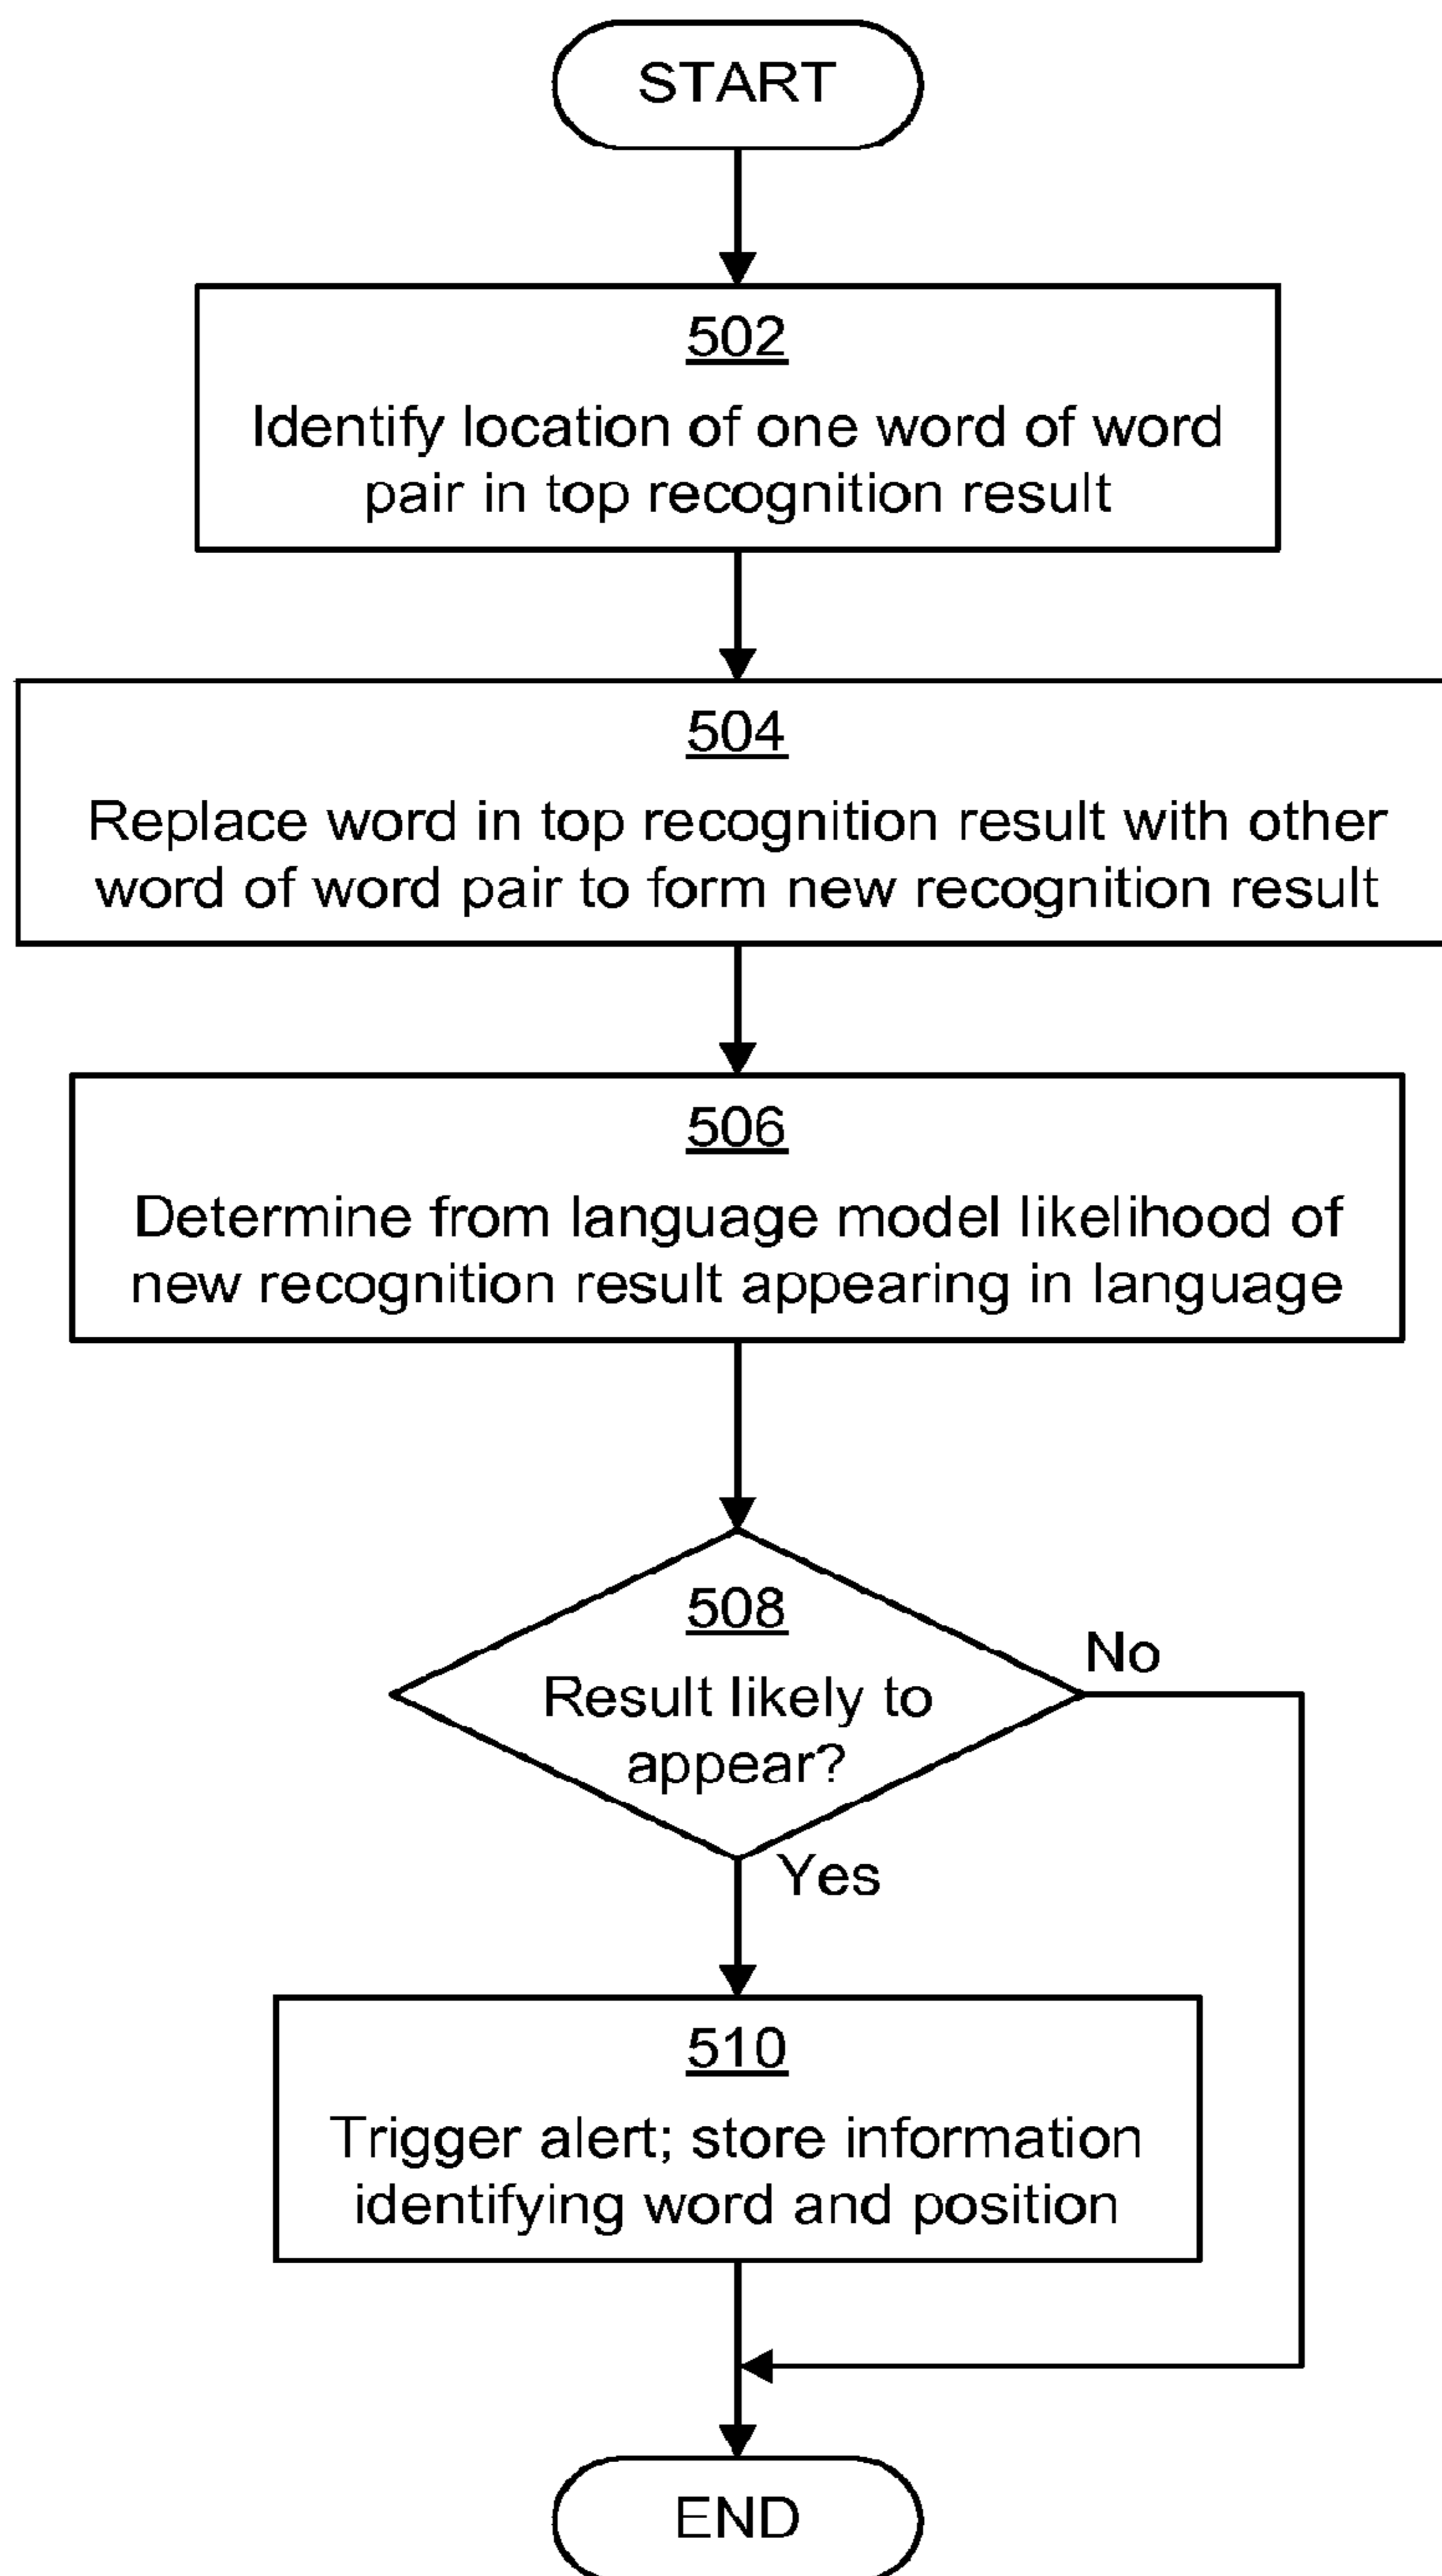 START
502
Identify location of one word of word
pair in top recognition result
504
Replace word in top recognition result with other
word of word pair to form new recognition result
506
Determine from language model likelihood of
new recognition result appearing in language
508
Result likely to
appear?
No
Yes
510
Trigger alert; store information
identifying word and position
END